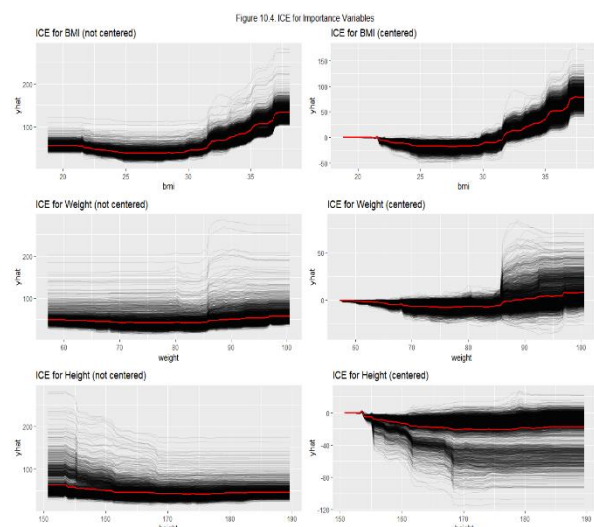 Figure 10.4. ICE for Importance Variables
ICE for BMI (not centered)
ICE for BMI (centered)
yhat
200
100
20
25
30
35
bmi
yhat
150
100
50
0
-50
20
25
30
35
bmi
ICE for Weight (not centered)
ICE for Weight (centered)
yhat
200
100
60
70
80
90
100
weight
yhat
50
0
60
70
80
90
100
weight
ICE for Height (not centered)
ICE for Height (centered)
yhat
200
100
150
160
170
180
190
yhat
0
-40
-80
-120
150
160
170
180
190